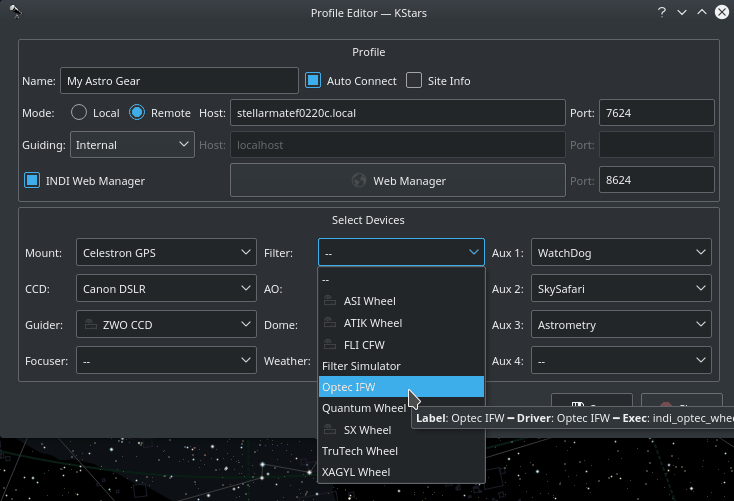 Profile Editor — KStars
?
Profile
Name: My Astro Gear Auto Connect Site Info
Mode: Local Remote Host: stellarmatef0220c.local Port: 7624
Guiding: Internal Host: localhost Port:
INDI Web Manager Web Manager Port: 8624
Select Devices
Mount: Celestron GPS Filter: -- Aux 1: WatchDog
--
CCD: Canon DSLR AO: Aux 2: SkySafari
ASI Wheel
Guider: ZWO CCD Dome: ATIK Wheel Aux 3: Astrometry
FLI CFW
Focuser: -- Weather: Filter Simulator Aux 4: --
Optec IFW
Quantum Wheel
Label: Optec IFW — Driver: Optec IFW — Exec: indi_optec_whee
SX Wheel
TruTech Wheel
XAGYL Wheel